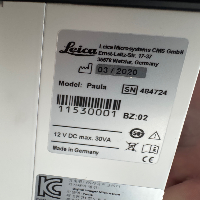 Leica
Leica Microsystems CMS GmbH
Ernst-Leitz-Str. 17-37
35578 Wetzlar, Germany
03 / 2020
Model: Paula
SN 484724
11530001 BZ:02
12 V DC max. 30VA
Made in Germany